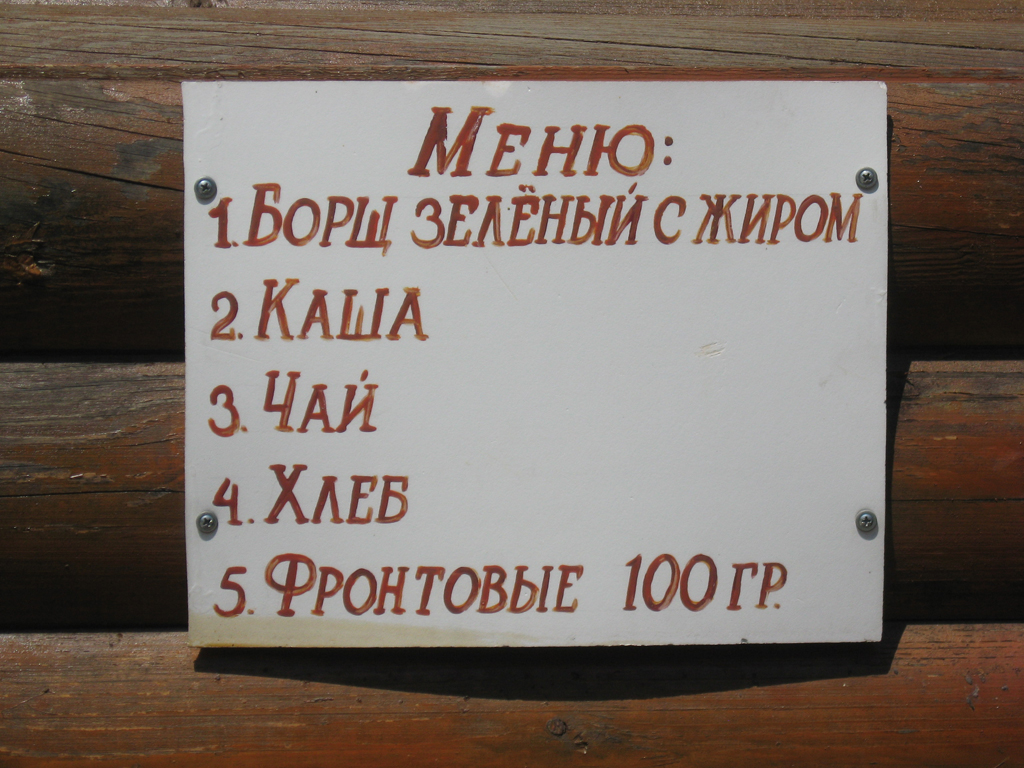 Меню:
1. Борщ зелёный с жиром
2. Каша
3. Чай
4. Хлеб
5. Фронтовые 100 гр.